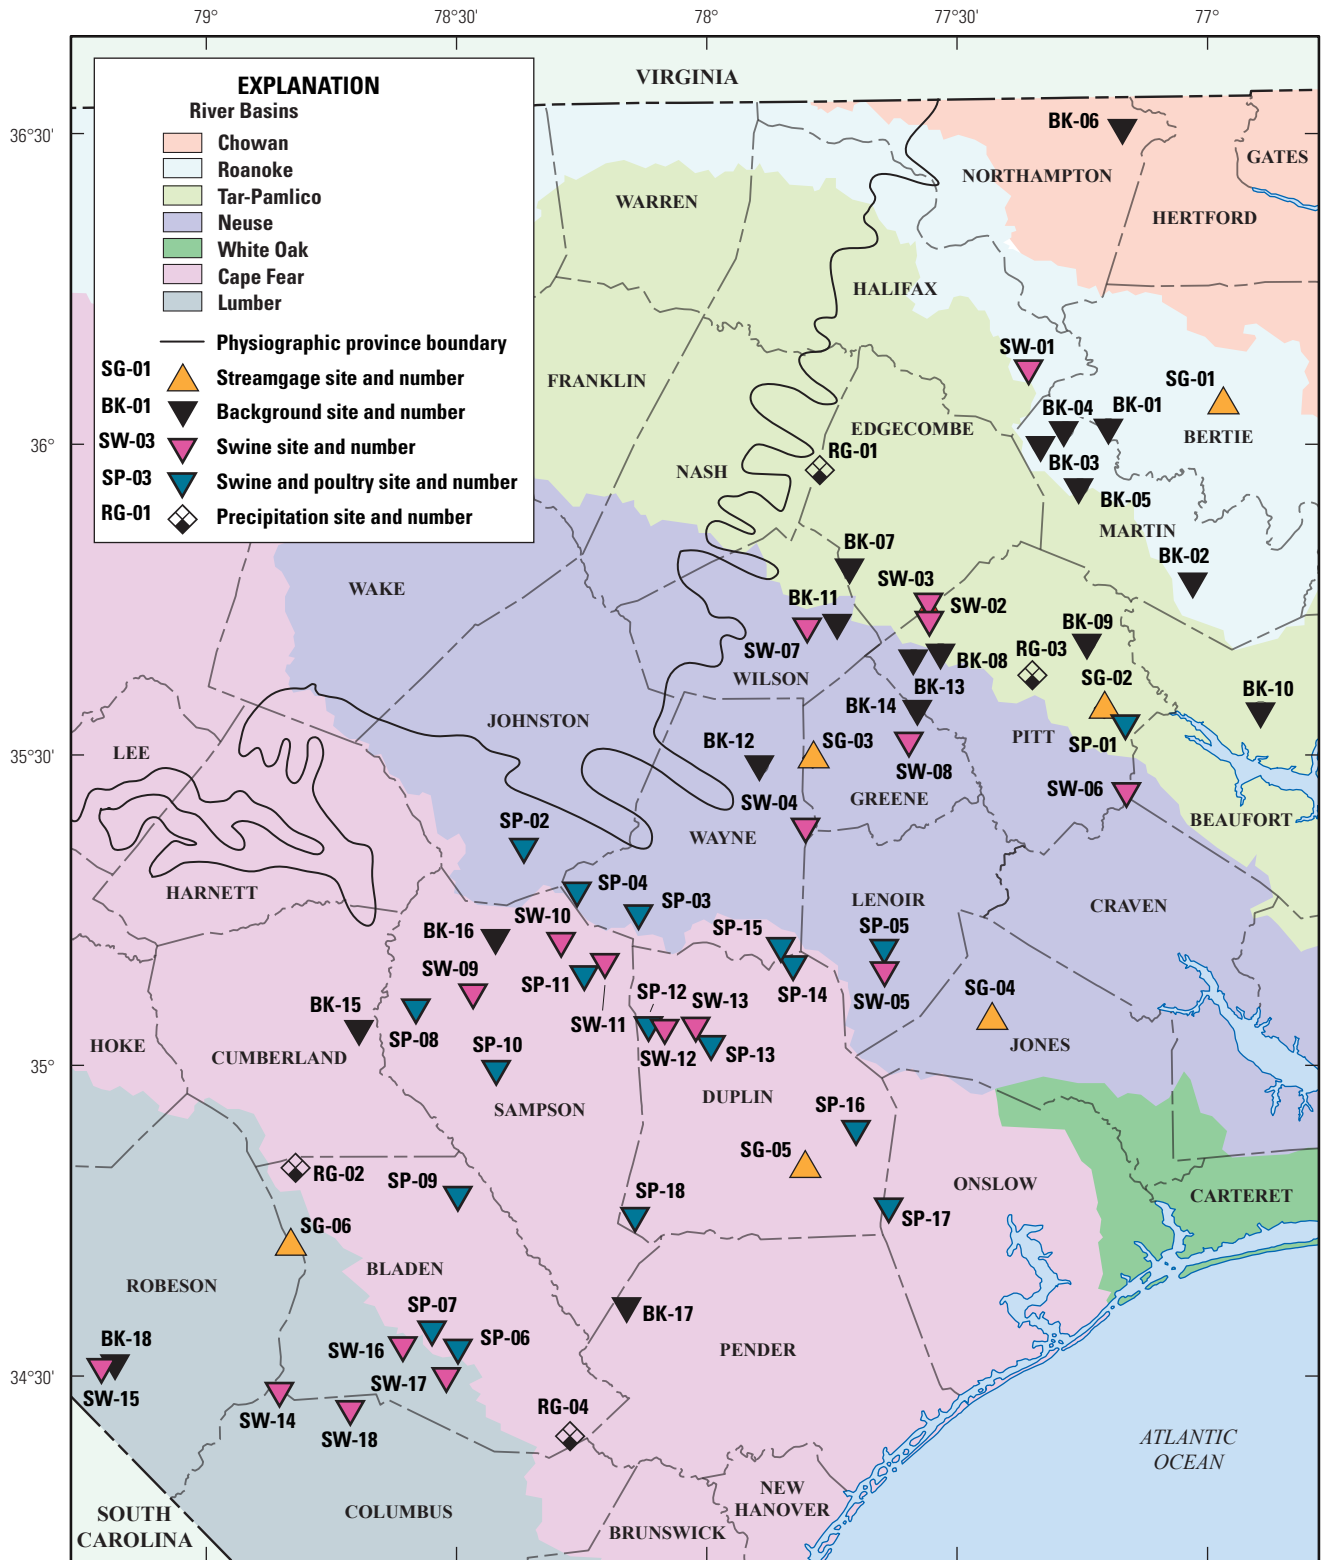 79°
78°30'
78°
77°30'
77°
36°30'
36°
35°30'
35°
34°30'
EXPLANATION
River Basins
Chowan
Roanoke
Tar-Pamlico
Neuse
White Oak
Cape Fear
Lumber
Physiographic province boundary
SG-01
Streamgage site and number
BK-01
Background site and number
SW-03
Swine site and number
SP-03
Swine and poultry site and number
RG-01
Precipitation site and number
VIRGINIA
BK-06
GATES
NORTHAMPTON
WARREN
HERTFORD
HALIFAX
SW-01
FRANKLIN
SG-01
BK-04
BK-01
EDGECOMBE
BERTIE
RG-01
BK-03
NASH
BK-05
MARTIN
BK-07
BK-02
SW-03
WAKE
BK-11
SW-02
BK-09
RG-03
SW-07
BK-08
WILSON
SG-02
BK-13
BK-10
BK-14
JOHNSTON
PITT
BK-12
SG-03
SP-01
LEE
SW-08
SW-06
SW-04
GREENE
BEAUFORT
SP-02
WAYNE
SP-04
HARNETT
SP-03
LENOIR
CRAVEN
SW-10
BK-16
SP-15
SP-05
SW-09
SP-11
SP-12
SP-14
SW-05
SG-04
BK-15
SW-13
SW-11
SP-08
HOKE
CUMBERLAND
SP-10
SW-12
SP-13
JONES
DUPLIN
SAMPSON
SP-16
SG-05
RG-02
SP-09
ONSLOW
CARTERET
SP-18
SP-17
SG-06
BLADEN
ROBESON
SP-07
BK-17
BK-18
SW-16
SP-06
PENDER
SW-15
SW-17
SW-14
RG-04
SW-18
ATLANTIC
OCEAN
NEW
HANOVER
SOUTH
CAROLINA
COLUMBUS
BRUNSWICK